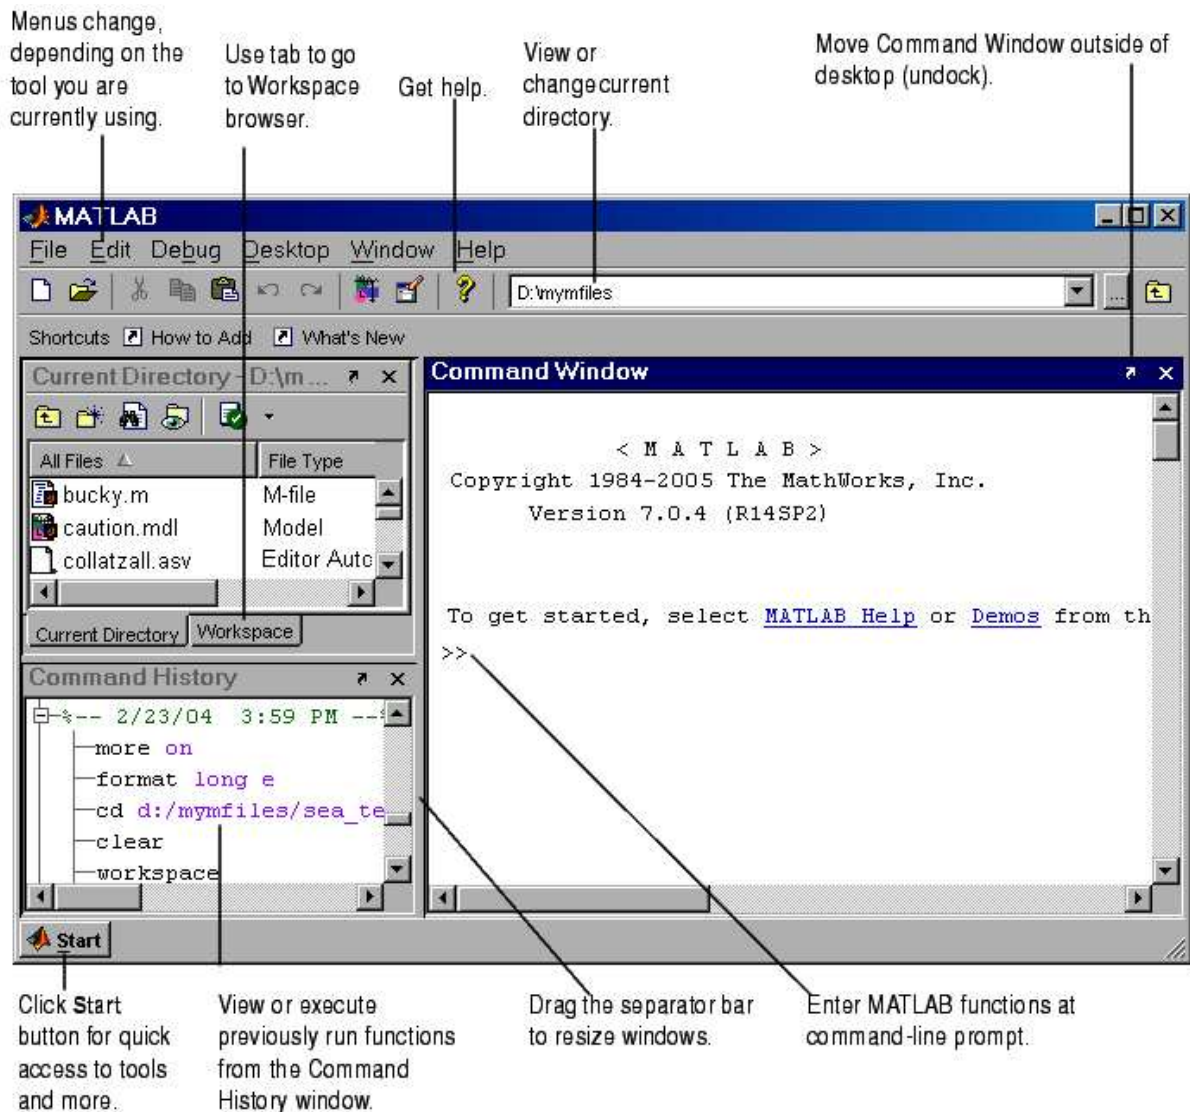 Menus change,
depending on the
tool you are
currently using.
Use tab to go
to Workspace
browser.
Get help.
View or
change current
directory.
Move Command Window outside of
desktop (undock).
MATLAB
File Edit Debug Desktop Window Help
D:\mymfiles
...
Shortcuts How to Add What's New
Current Directory - D:\m...
All Files File Type
bucky.m M-file
caution.mdl Model
collatzall.asv Editor Auto
Current Directory Workspace
Command History
%-- 2/23/04 3:59 PM --%
more on
format long e
cd d:/mymfiles/sea_te
clear
workspace
Command Window
< M A T L A B >
Copyright 1984-2005 The MathWorks, Inc.
Version 7.0.4 (R14SP2)
To get started, select MATLAB Help or Demos from th
>>
Start
Click Start
button for quick
access to tools
and more.
View or execute
previously run functions
from the Command
History window.
Drag the separator bar
to resize windows.
Enter MATLAB functions at
command-line prompt.